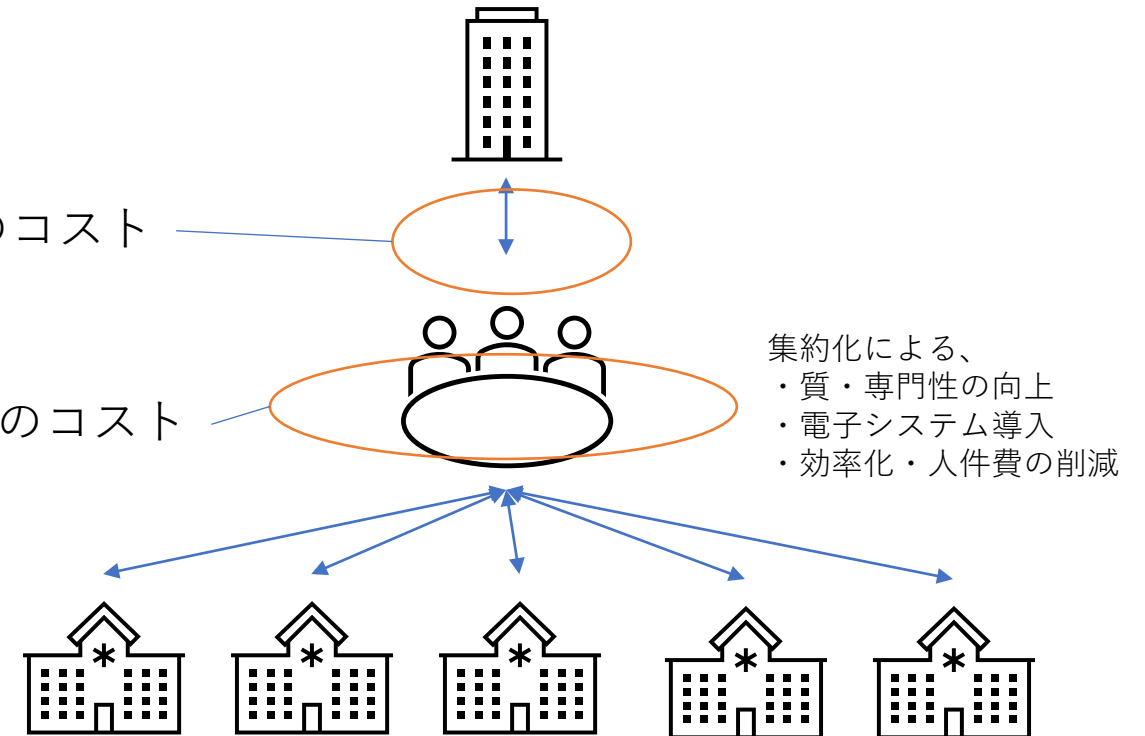 のコスト
のコスト
集約化による、
・質・専門性の向上
・電子システム導入
・効率化・人件費の削減